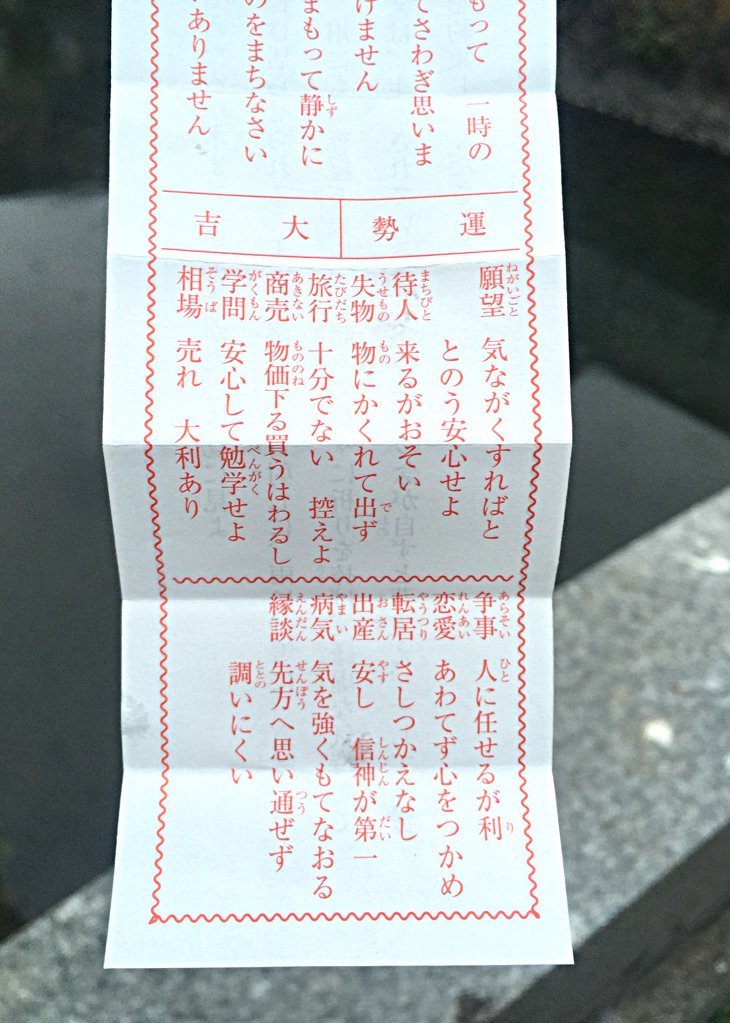 もって 一時の
てさわぎ思いま
けません
まもって静かに
のをまちなさい
ありません
運勢 大吉
願望 気ながくすればと
とのう安心せよ
待人 来るがおそい
失物 物にかくれて出ず
旅行 十分でない 控えよ
商売 物価下る買うはわるし
学問 安心して勉学せよ
相場 売れ 大利あり
争事 人に任せるが利
恋愛 あわてず心をつかめ
転居 さしつかえなし
出産 安し 信神が第一
病気 気を強くもてなおる
縁談 先方へ思い通ぜず
調いにくい